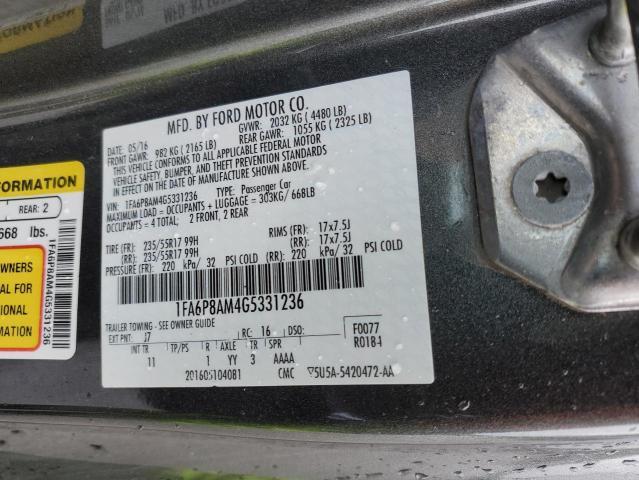 MFD. BY FORD MOTOR CO.
DATE: 05/16 GVWR: 2032 KG ( 4480 LB)
FRONT GAWR: 982 KG ( 2165 LB) REAR GAWR: 1055 KG ( 2325 LB)
THIS VEHICLE CONFORMS TO ALL APPLICABLE FEDERAL MOTOR
VEHICLE SAFETY, BUMPER, AND THEFT PREVENTION STANDARDS IN
EFFECT ON THE DATE OF MANUFACTURE SHOWN ABOVE.
VIN: 1FA6P8AM4G5331236 TYPE: Passenger Car
MAXIMUM LOAD = OCCUPANTS + LUGGAGE = 303KG/ 668LB
OCCUPANTS = 4 TOTAL; 2 FRONT, 2 REAR
TIRE (FR): 235/55R17 99H RIMS (FR): 17x7.5J
(RR): 235/55R17 99H (RR): 17x7.5J
PRESSURE (FR): 220 kPa/ 32 PSI COLD (RR): 220 kPa/ 32 PSI COLD
1FA6P8AM4G5331236
TRAILER TOWING - SEE OWNER GUIDE
EXT PNT: J7 RC: 16 DSO: F0077
R0184
INT TR TP/PS R AXLE TR SPR
11 1 YY 3 AAAA
201605104081 CMC 5U5A-5420472-AA
FORMATION
REAR: 2
668 lbs.
OWNERS
AL FOR
TIONAL
MATION
1FA6P8AM4G5331236